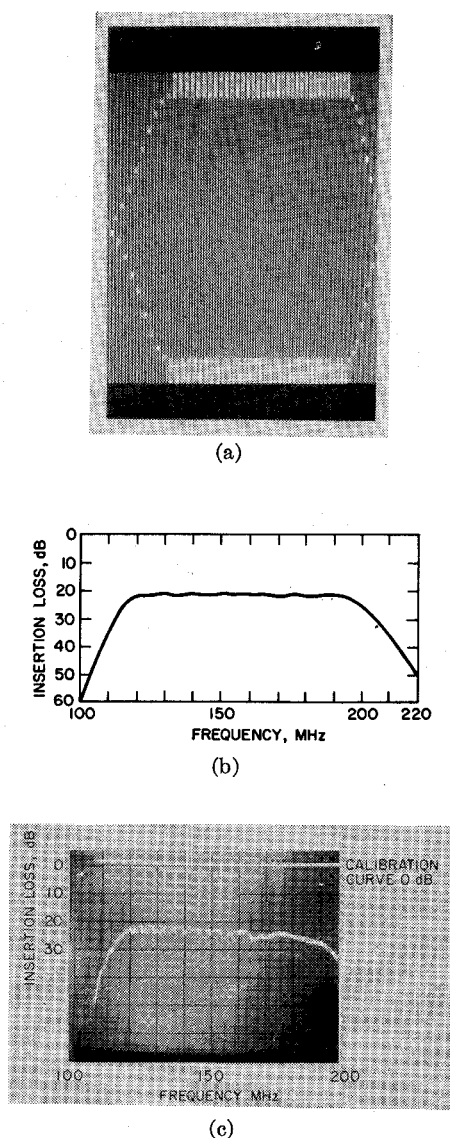 (a)
INSERTION LOSS, dB
0
10
20
30
40
50
60
100
150
200
220
FREQUENCY, MHz
(b)
INSERTION LOSS, dB
0
10
20
30
CALIBRATION
CURVE 0 dB
100
150
200
FREQUENCY MHz
(c)